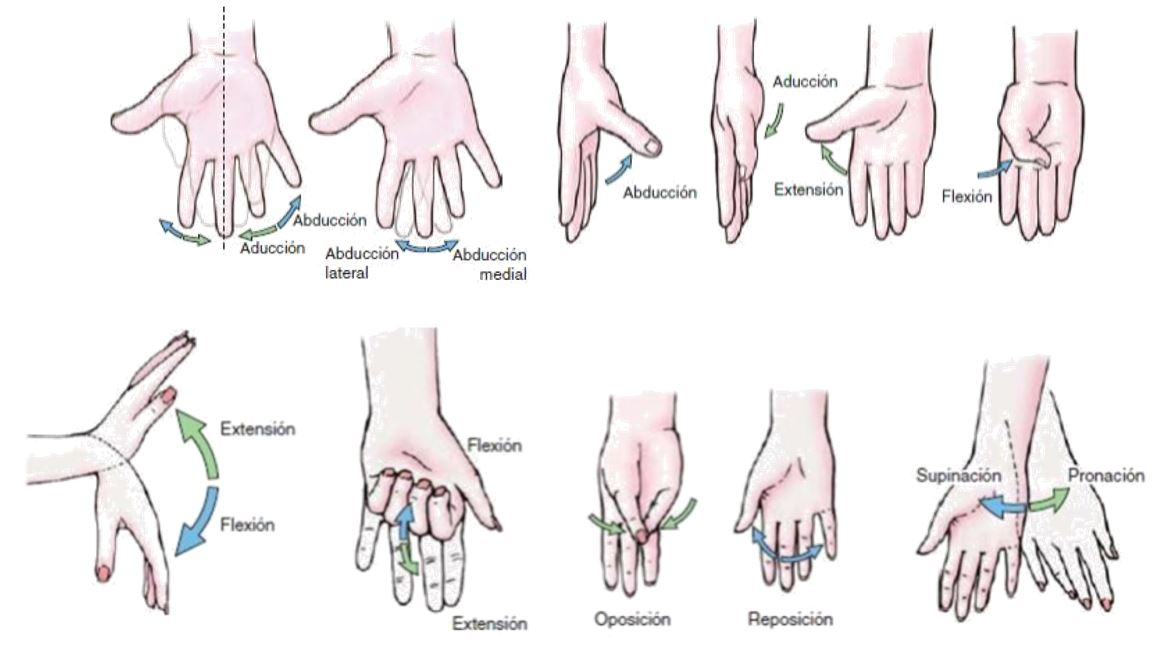 Abducción
Aducción
Abducción
lateral
Abducción
medial
Abducción
Aducción
Extensión
Flexión
Extensión
Flexión
Flexión
Extensión
Oposición
Reposición
Supinación
Pronación